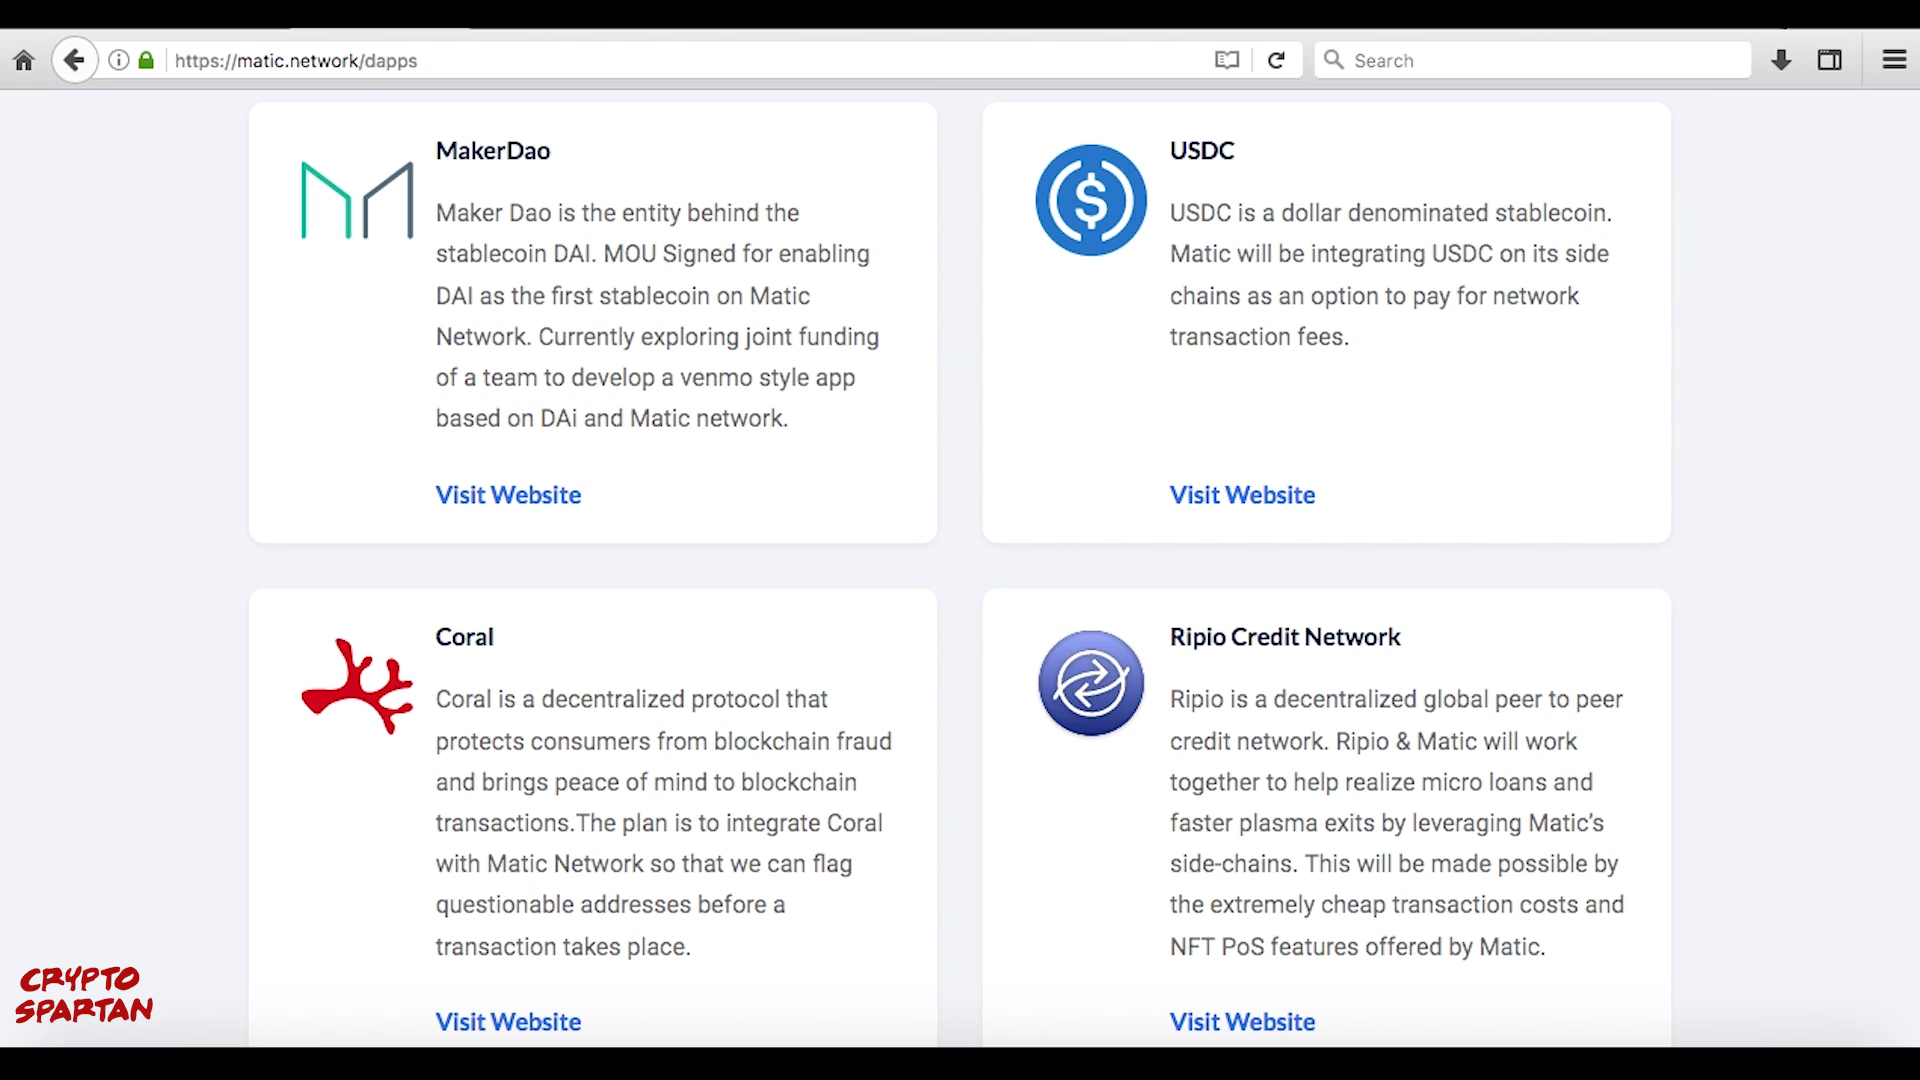 https://matic.network/dapps
Search
MakerDao
Maker Dao is the entity behind the
stablecoin DAI. MOU Signed for enabling
DAI as the first stablecoin on Matic
Network. Currently exploring joint funding
of a team to develop a venmo style app
based on DAi and Matic network.
Visit Website
USDC
USDC is a dollar denominated stablecoin.
Matic will be integrating USDC on its side
chains as an option to pay for network
transaction fees.
Visit Website
Coral
Coral is a decentralized protocol that
protects consumers from blockchain fraud
and brings peace of mind to blockchain
transactions.The plan is to integrate Coral
with Matic Network so that we can flag
questionable addresses before a
transaction takes place.
Visit Website
Ripio Credit Network
Ripio is a decentralized global peer to peer
credit network. Ripio & Matic will work
together to help realize micro loans and
faster plasma exits by leveraging Matic’s
side-chains. This will be made possible by
the extremely cheap transaction costs and
NFT PoS features offered by Matic.
Visit Website
CRYPTO
SPARTAN